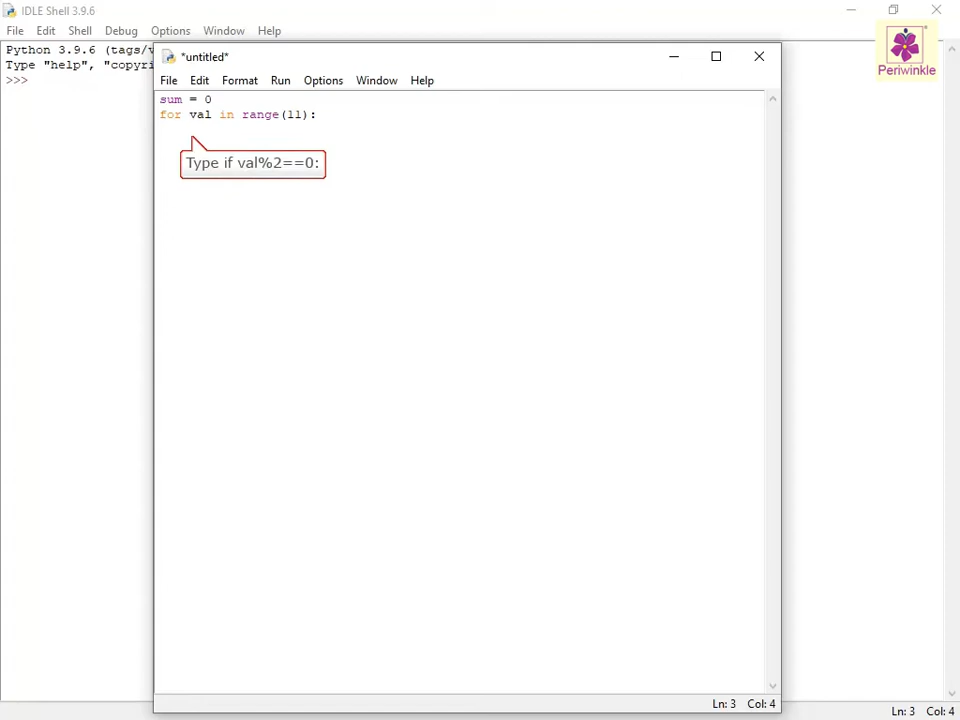 IDLE Shell 3.9.6
File Edit Shell Debug Options Window Help
Python 3.9.6 (tags/v
Type "help", "copyri
>>>
*untitled*
File Edit Format Run Options Window Help
sum = 0
for val in range(11):
Type if val%2==0:
Periwinkle
Ln: 3 Col: 4
Ln: 3 Col: 4